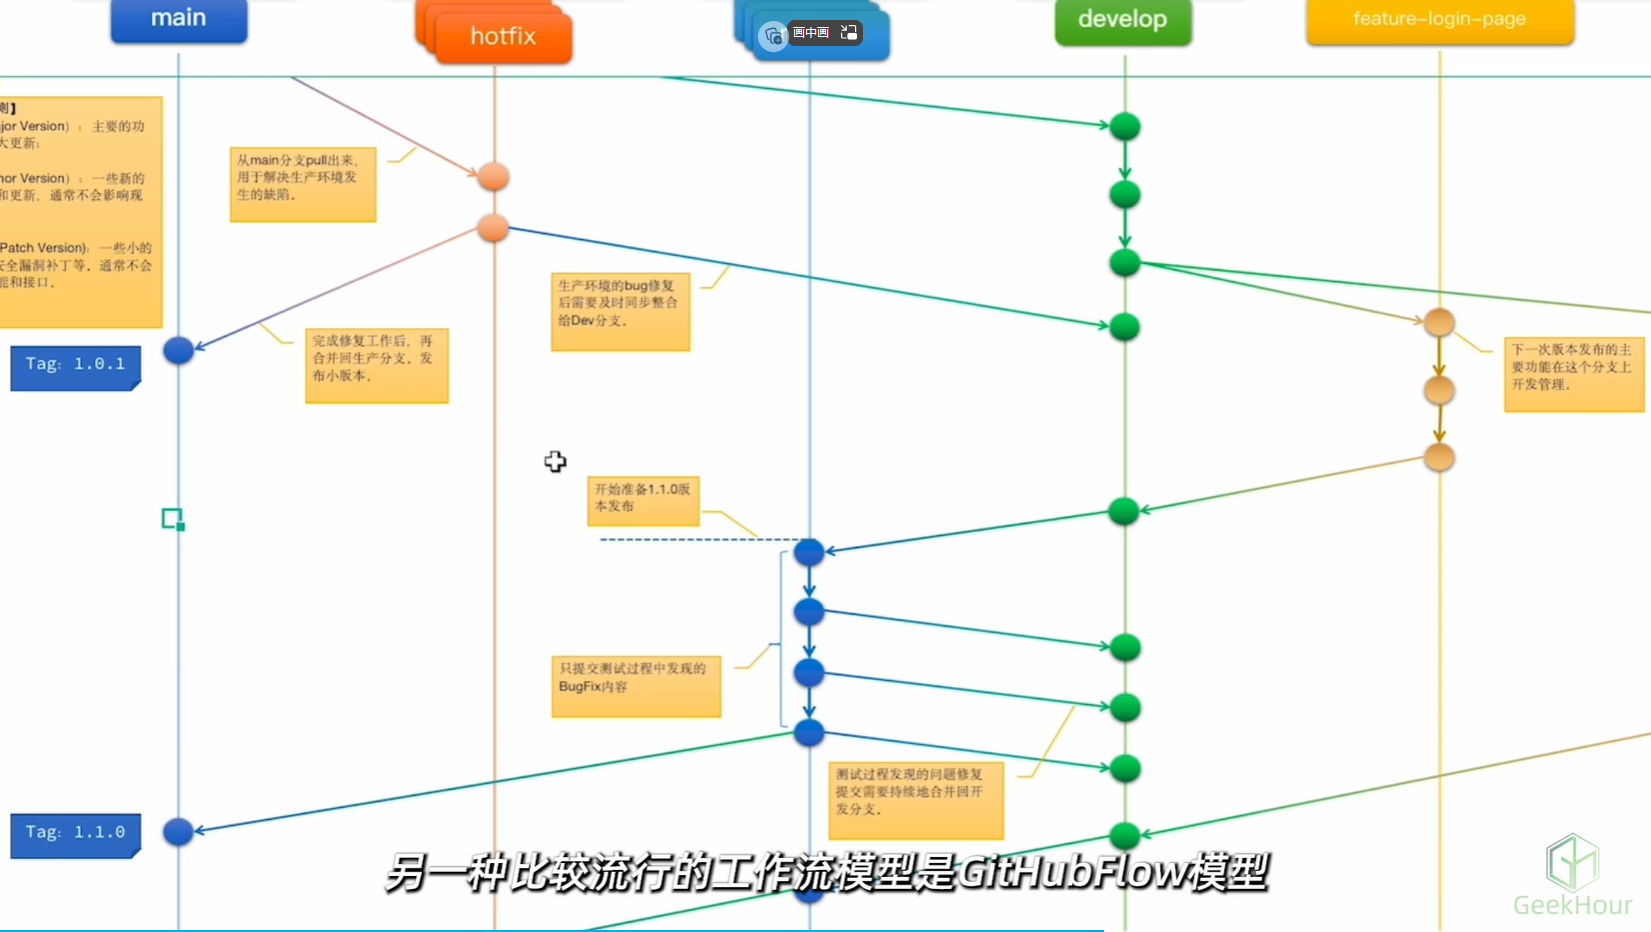 main
hotfix
画中画
develop
feature-login-page
则】
jor Version）：主要的功
大更新；
nor Version）：一些新的
和更新，通常不会影响现
Patch Version)：一些小的
安全漏洞补丁等，通常不会
能和接口。
从main分支pull出来，
用于解决生产环境发
生的缺陷。
生产环境的bug修复
后需要及时同步整合
给Dev分支。
完成修复工作后，再
合并回生产分支。发
布小版本。
Tag: 1.0.1
下一次版本发布的主
要功能在这个分支上
开发管理。
开始准备1.1.0版
本发布
只提交测试过程中发现的
BugFix内容
测试过程发现的问题修复
提交需要持续地合并回开
发分支。
Tag: 1.1.0
另一种比较流行的工作流模型是GitHubFlow模型
GeekHour